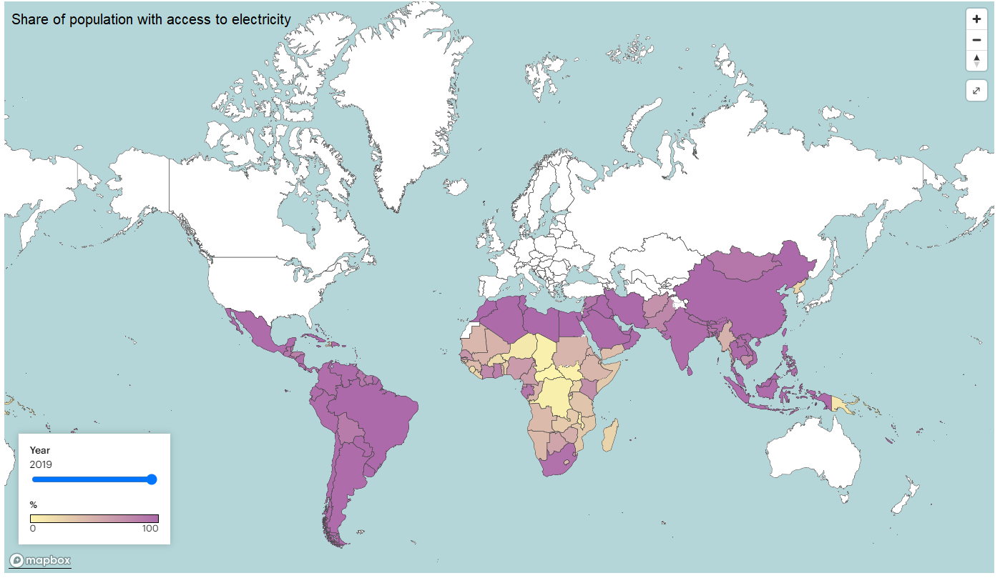 Share of population with access to electricity
Year
2019
%
0 100
mapbox